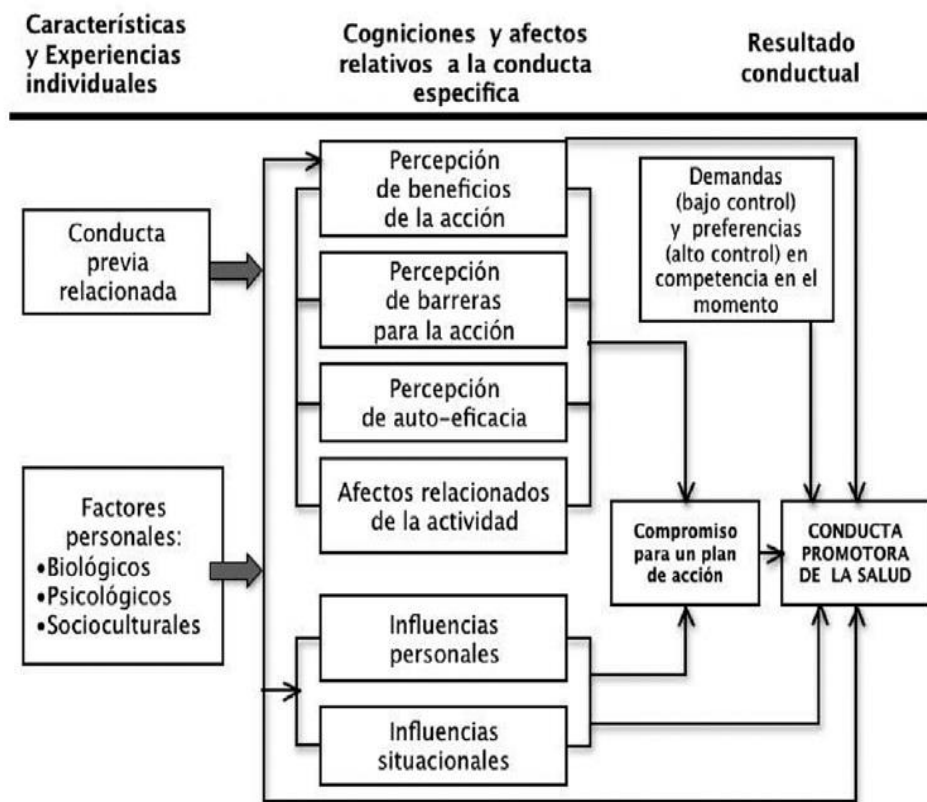 Características
y Experiencias
individuales
Cogniciones y afectos
relativos a la conducta
especifica
Resultado
conductual
Conducta
previa
relacionada
Factores
personales:
•Biológicos
•Psicológicos
•Socioculturales
Percepción
de beneficios
de la acción
Percepción
de barreras
para la acción
Percepción
de auto-eficacia
Afectos relacionados
de la actividad
Influencias
personales
Influencias
situacionales
Demandas
(bajo control)
y preferencias
(alto control) en
competencia en el
momento
Compromiso
para un plan
de acción
CONDUCTA
PROMOTORA
DE LA SALUD